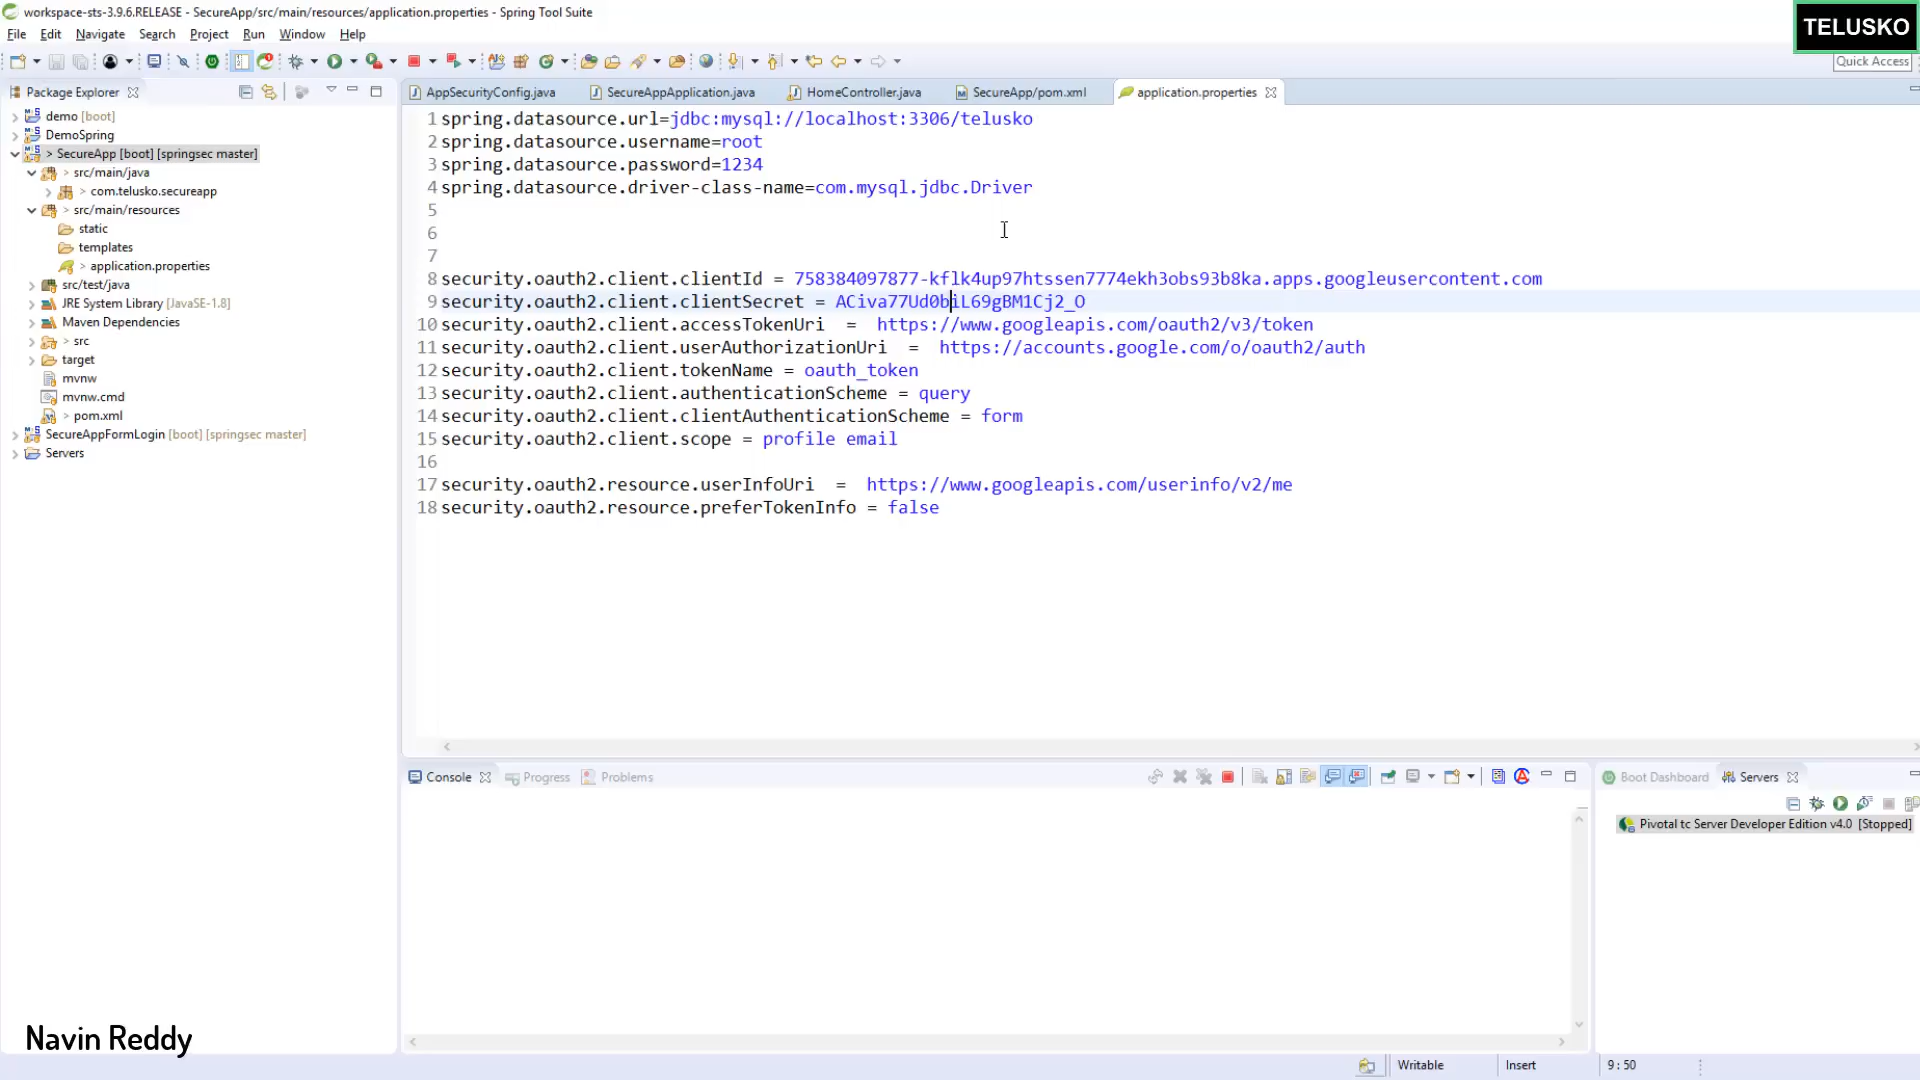 workspace-sts-3.9.6.RELEASE - SecureApp/src/main/resources/application.properties - Spring Tool Suite
TELUSKO
File Edit Navigate Search Project Run Window Help
Quick Access
Package Explorer
AppSecurityConfig.java SecureAppApplication.java HomeController.java SecureApp/pom.xml application.properties
demo [boot]
DemoSpring
> SecureApp [boot] [springsec master]
> src/main/java
> com.telusko.secureapp
> src/main/resources
static
templates
> application.properties
src/test/java
JRE System Library [JavaSE-1.8]
Maven Dependencies
> src
target
mvnw
mvnw.cmd
> pom.xml
SecureAppFormLogin [boot] [springsec master]
Servers
1 spring.datasource.url=jdbc:mysql://localhost:3306/telusko
2 spring.datasource.username=root
3 spring.datasource.password=1234
4 spring.datasource.driver-class-name=com.mysql.jdbc.Driver
5
6
7
8 security.oauth2.client.clientId = 758384097877-kflk4up97htssen7774ekh3obs93b8ka.apps.googleusercontent.com
9 security.oauth2.client.clientSecret = ACiva77Ud0biL69gBM1Cj2_O
10 security.oauth2.client.accessTokenUri = https://www.googleapis.com/oauth2/v3/token
11 security.oauth2.client.userAuthorizationUri = https://accounts.google.com/o/oauth2/auth
12 security.oauth2.client.tokenName = oauth_token
13 security.oauth2.client.authenticationScheme = query
14 security.oauth2.client.clientAuthenticationScheme = form
15 security.oauth2.client.scope = profile email
16
17 security.oauth2.resource.userInfoUri = https://www.googleapis.com/userinfo/v2/me
18 security.oauth2.resource.preferTokenInfo = false
Console Progress Problems
Boot Dashboard Servers
Pivotal tc Server Developer Edition v4.0 [Stopped]
Navin Reddy
Writable Insert 9 : 50